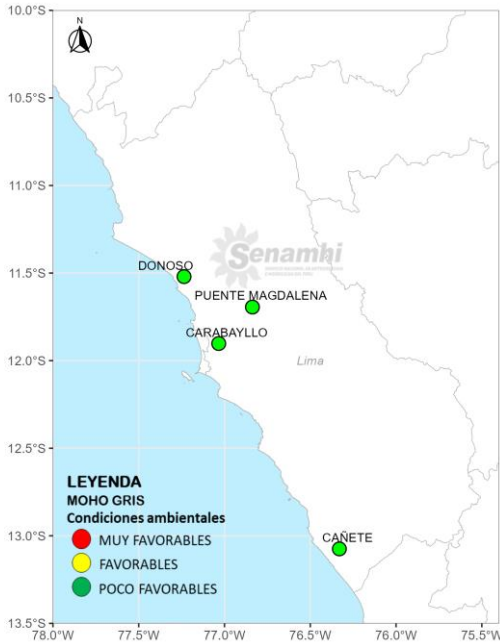 10.0°S
N
10.5°S
11.0°S
Senamhi
DONOSO
11.5°S
PUENTE MAGDALENA
CARABAYLLO
12.0°S
Lima
12.5°S
LEYENDA
MOHO GRIS
Condiciones ambientales
MUY FAVORABLES
FAVORABLES
POCO FAVORABLES
13.0°S
CAÑETE
13.5°S
78.0°W 77.5°W 77.0°W 76.5°W 76.0°W 75.5°W